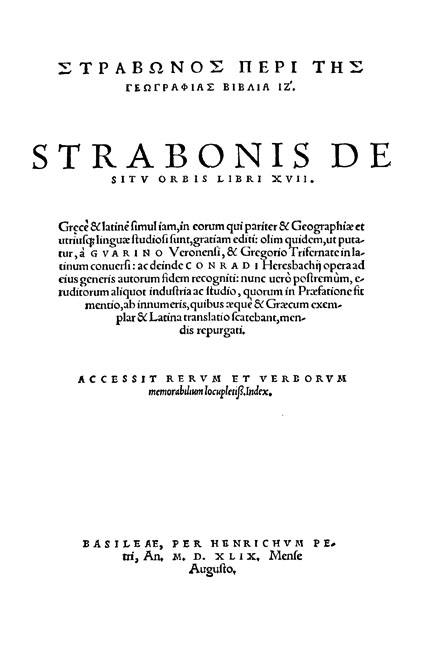 ΣΤΡΑΒΩΝΟΣ ΠΕΡΙ ΤΗΣ
ΓΕΩΓΡΑΦΙΑΣ ΒΙΒΛΙΑ ΙΖ'.
STRABONIS DE
SITV ORBIS LIBRI XVII.
Gręcè & latinè ſimul iam, in eorum qui pariter & Geographiæ et
utriuſq; linguæ ſtudioſi ſunt, gratiam editi: olim quidem, ut puta-
tur, à GVARINO Veronenſi, & Gregorio Trifernate in la-
tinum conuerſi: ac deinde CONRADI Heresbachij opera ad
eius generis autorum fidem recogniti: nunc uerò poſtremùm, e-
ruditorum aliquot induſtria ac ſtudio, quorum in Præfatione fit
mentio, ab innumeris, quibus æque & Græcum exem-
plar & Latina translatio ſcatebant, men-
dis repurgati.
ACCESSIT RERVM ET VERBORVM
memorabilium locupletiß. Index.
BASILEAE, PER HENRICHVM PE-
tri, An. M. D. XLIX. Menſe
Auguſto.